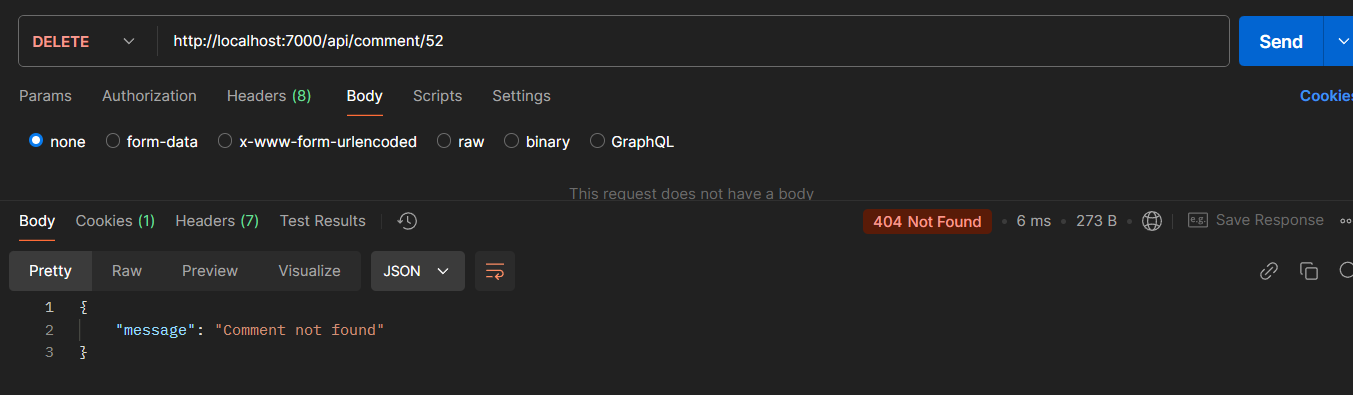 DELETE http://localhost:7000/api/comment/52 Send
Params Authorization Headers (8) Body Scripts Settings Cookies
none form-data x-www-form-urlencoded raw binary GraphQL
This request does not have a body
Body Cookies (1) Headers (7) Test Results 404 Not Found 6 ms 273 B e.g. Save Response
Pretty Raw Preview Visualize JSON
1 {
2 "message": "Comment not found"
3 }